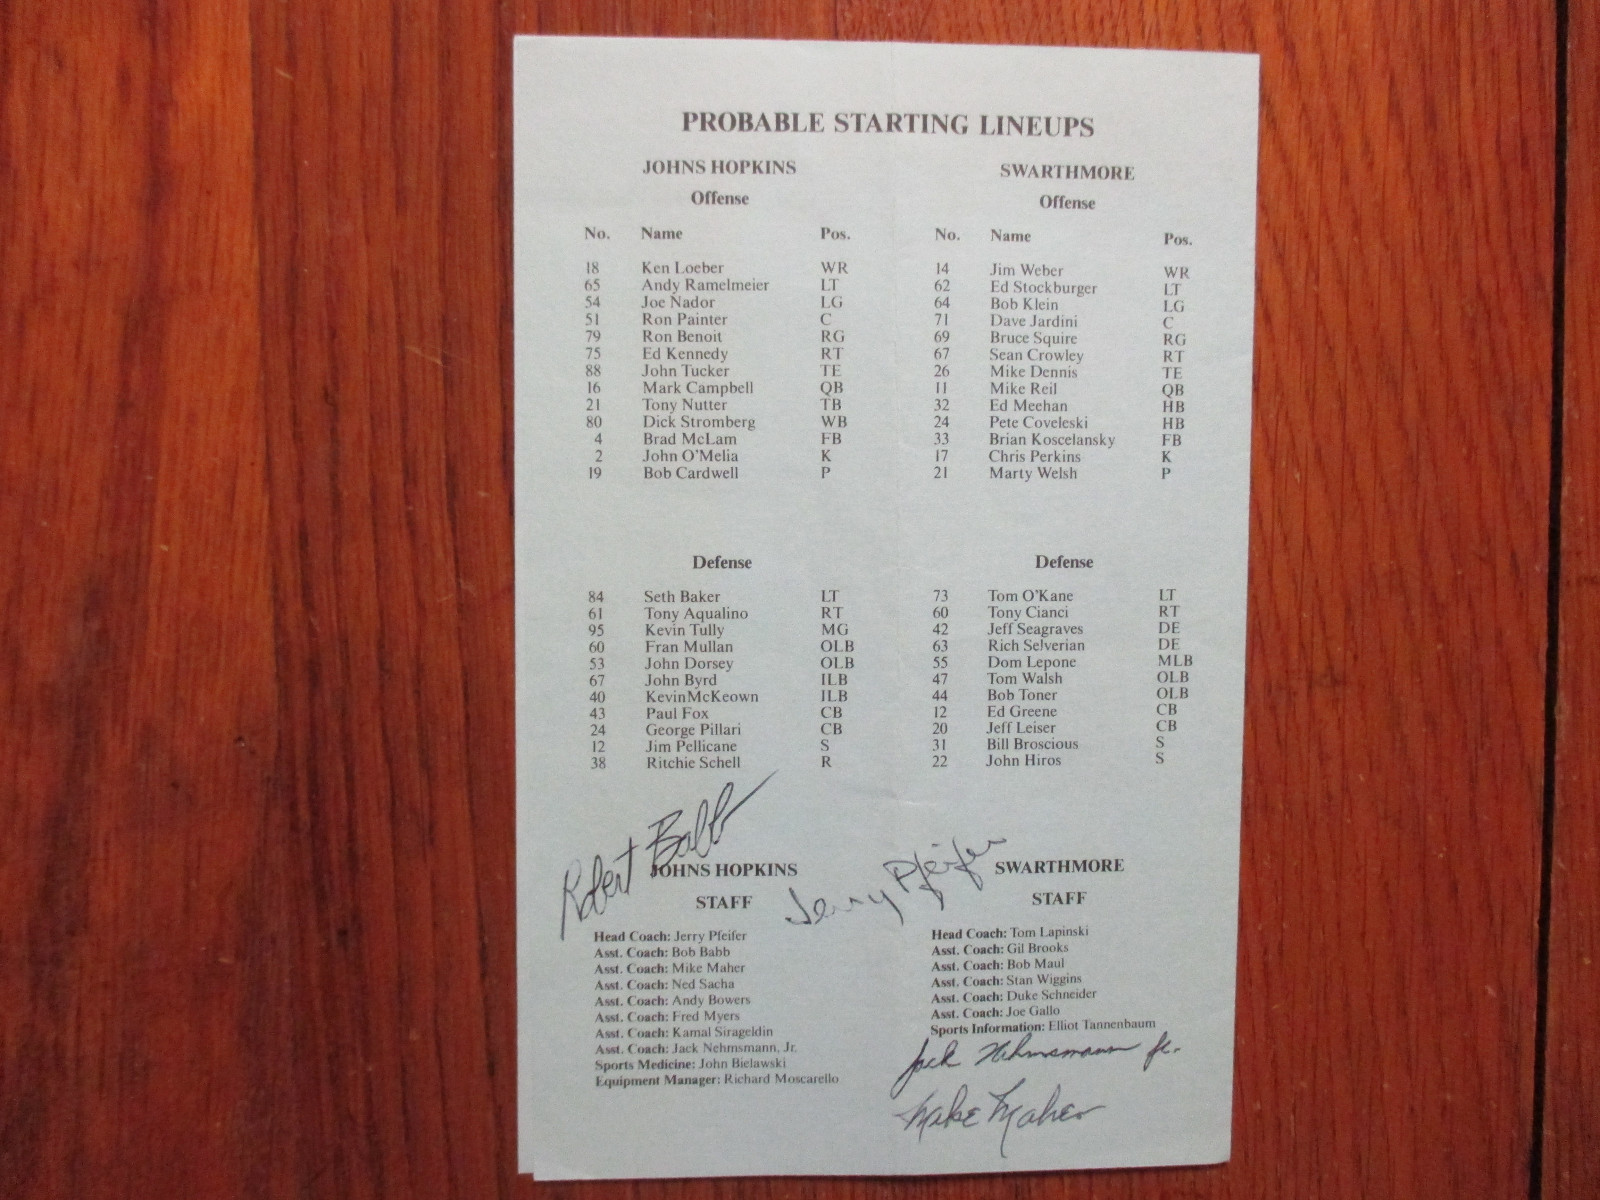 PROBABLE STARTING LINEUPS
JOHNS HOPKINS
Offense
No. Name Pos.
18 Ken Loeber WR
65 Andy Ramelmeier LT
54 Joe Nador LG
51 Ron Painter C
79 Ron Benoit RG
75 Ed Kennedy RT
88 John Tucker TE
16 Mark Campbell QB
21 Tony Nutter TB
80 Dick Stromberg WB
4 Brad McLam FB
2 John O'Melia K
19 Bob Cardwell P
SWARTHMORE
Offense
No. Name Pos.
14 Jim Weber WR
62 Ed Stockburger LT
64 Bob Klein LG
71 Dave Jardini C
69 Bruce Squire RG
67 Sean Crowley RT
26 Mike Dennis TE
11 Mike Reil QB
32 Ed Meehan HB
24 Pete Coveleski HB
33 Brian Koscelansky FB
17 Chris Perkins K
21 Marty Welsh P
Defense
84 Seth Baker LT
61 Tony Aqualino RT
95 Kevin Tully MG
60 Fran Mullan OLB
53 John Dorsey OLB
67 John Byrd ILB
40 KevinMcKeown ILB
43 Paul Fox CB
24 George Pillari CB
12 Jim Pellicane S
38 Ritchie Schell R
Defense
73 Tom O'Kane LT
60 Tony Cianci RT
42 Jeff Seagraves DE
63 Rich Selverian DE
55 Dom Lepone MLB
47 Tom Walsh OLB
44 Bob Toner OLB
12 Ed Greene CB
20 Jeff Leiser CB
31 Bill Broscious S
22 John Hiros S
Robert Babb
JOHNS HOPKINS
STAFF
Head Coach: Jerry Pfeifer
Asst. Coach: Bob Babb
Asst. Coach: Mike Maher
Asst. Coach: Ned Sacha
Asst. Coach: Andy Bowers
Asst. Coach: Fred Myers
Asst. Coach: Kamal Sirageldin
Asst. Coach: Jack Nehmsmann, Jr.
Sports Medicine: John Bielawski
Equipment Manager: Richard Moscarello
Jerry Pfeifer
SWARTHMORE
STAFF
Head Coach: Tom Lapinski
Asst. Coach: Gil Brooks
Asst. Coach: Bob Maul
Asst. Coach: Stan Wiggins
Asst. Coach: Duke Schneider
Asst. Coach: Joe Gallo
Sports Information: Elliot Tannenbaum
Jack Nehmsmann Jr.
Mike Maher